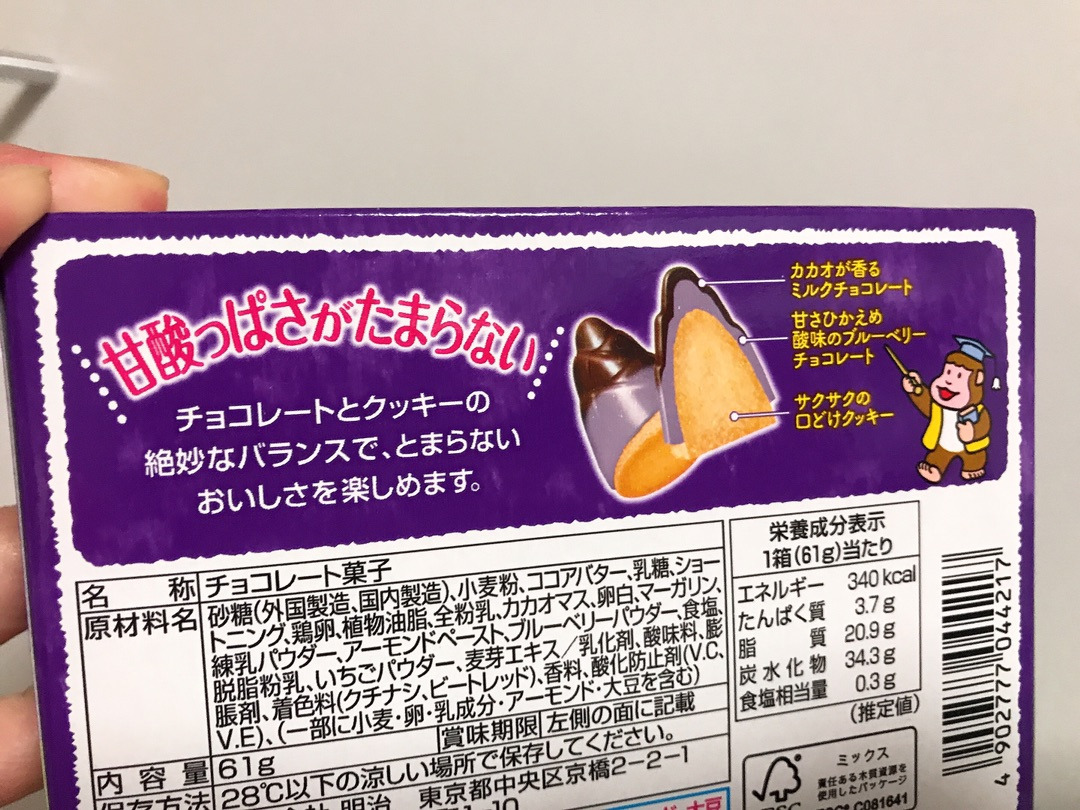 甘酸っぱさがたまらない
チョコレートとクッキーの
絶妙なバランスで、とまらない
おいしさを楽しめます。
カカオが香る
ミルクチョコレート
甘さひかえめ
酸味のブルーベリー
チョコレート
サクサクの
口どけクッキー
名称 チョコレート菓子
原材料名 砂糖(外国製造、国内製造)、小麦粉、ココアバター、乳糖、ショー
トニング、鶏卵、植物油脂、全粉乳、カカオマス、卵白、マーガリン、
練乳パウダー、アーモンドペースト、ブルーベリーパウダー、食塩、
脱脂粉乳、いちごパウダー、麦芽エキス／乳化剤、酸味料、膨
脹剤、着色料(クチナシ、ビートレッド)、香料、酸化防止剤(V.C、
V.E)、(一部に小麦・卵・乳成分・アーモンド・大豆を含む)
内容量 61g 賞味期限 左側の面に記載
保存方法 28℃以下の涼しい場所で保存してください。
明治 東京都中央区京橋2−2−1
栄養成分表示
1箱(61g)当たり
エネルギー 340kcal
たんぱく質 3.7g
脂質 20.9g
炭水化物 34.3g
食塩相当量 0.3g
(推定値)
4 902777 044217
ミックス
責任ある木質資源を
使用したパッケージ
C081641
大豆